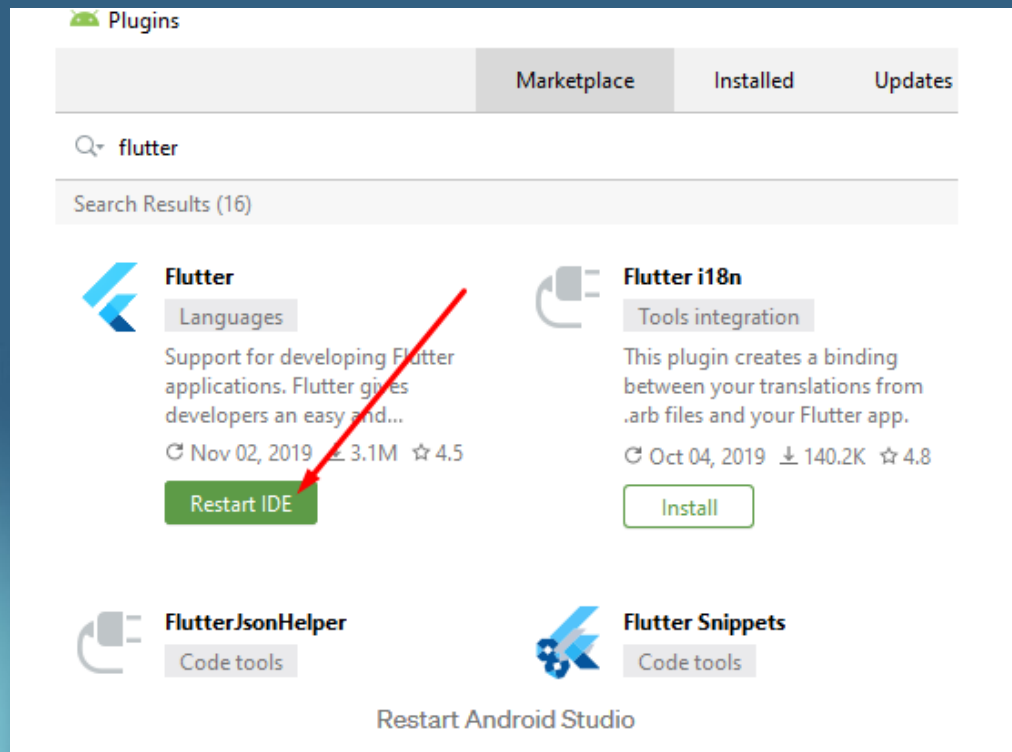 Plugins
Marketplace Installed Updates
flutter
Search Results (16)
Flutter
Languages
Support for developing Flutter
applications. Flutter gives
developers an easy and...
Nov 02, 2019 3.1M 4.5
Restart IDE
Flutter i18n
Tools integration
This plugin creates a binding
between your translations from
.arb files and your Flutter app.
Oct 04, 2019 140.2K 4.8
Install
FlutterJsonHelper
Code tools
Flutter Snippets
Code tools
Restart Android Studio